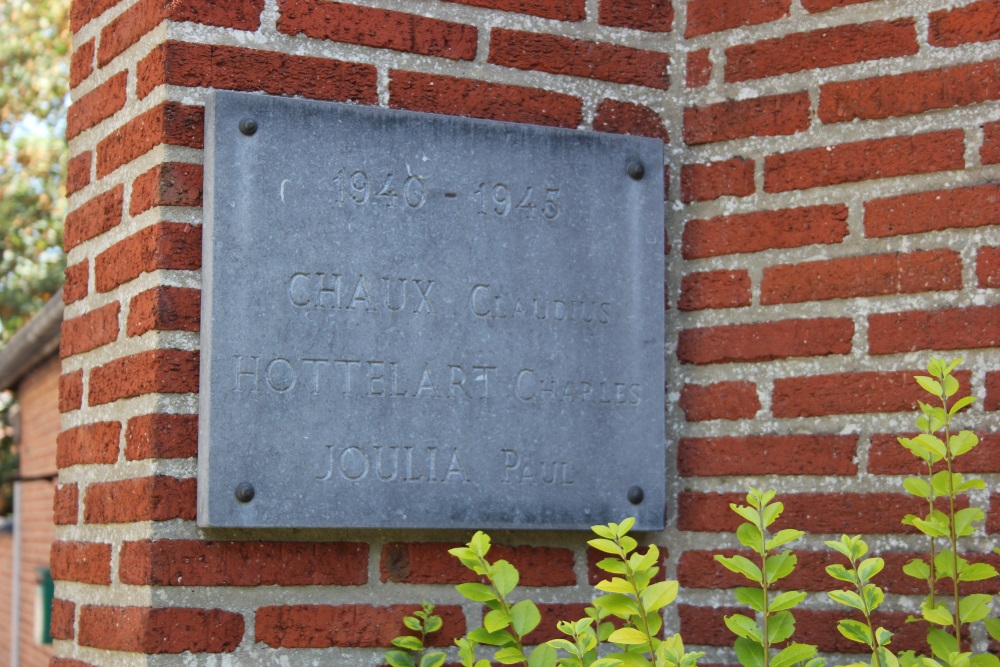 1940 - 1945
CHAUX CLAUDIUS
HOTTELART CHARLES
JOULIA PAUL